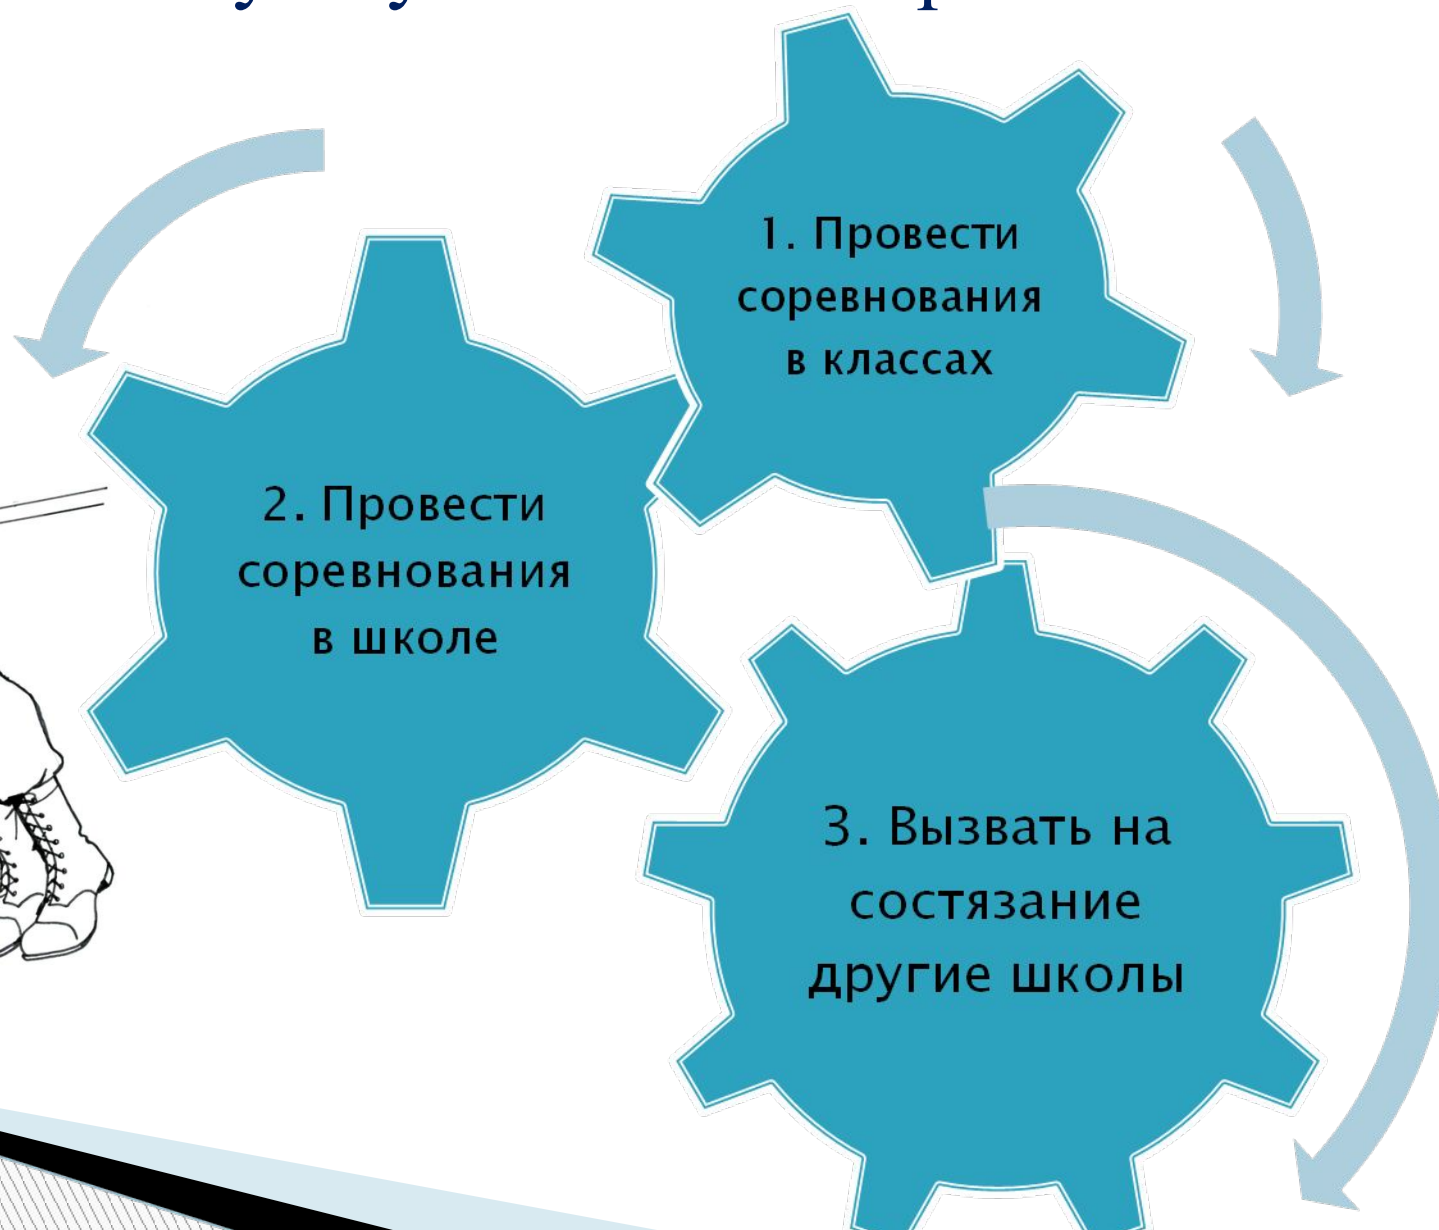 1. Провести
соревнования
в классах
2. Провести
соревнования
в школе
3. Вызвать на
состязание
другие школы